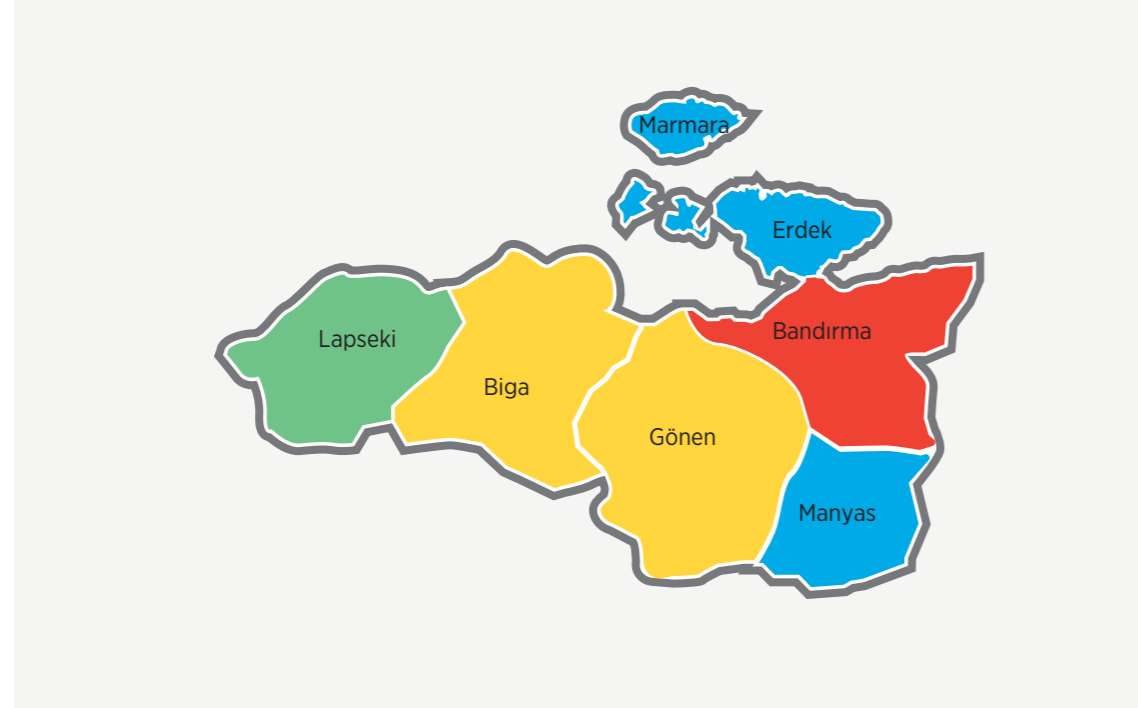 Marmara
Erdek
Bandırma
Lapseki
Biga
Gönen
Manyas